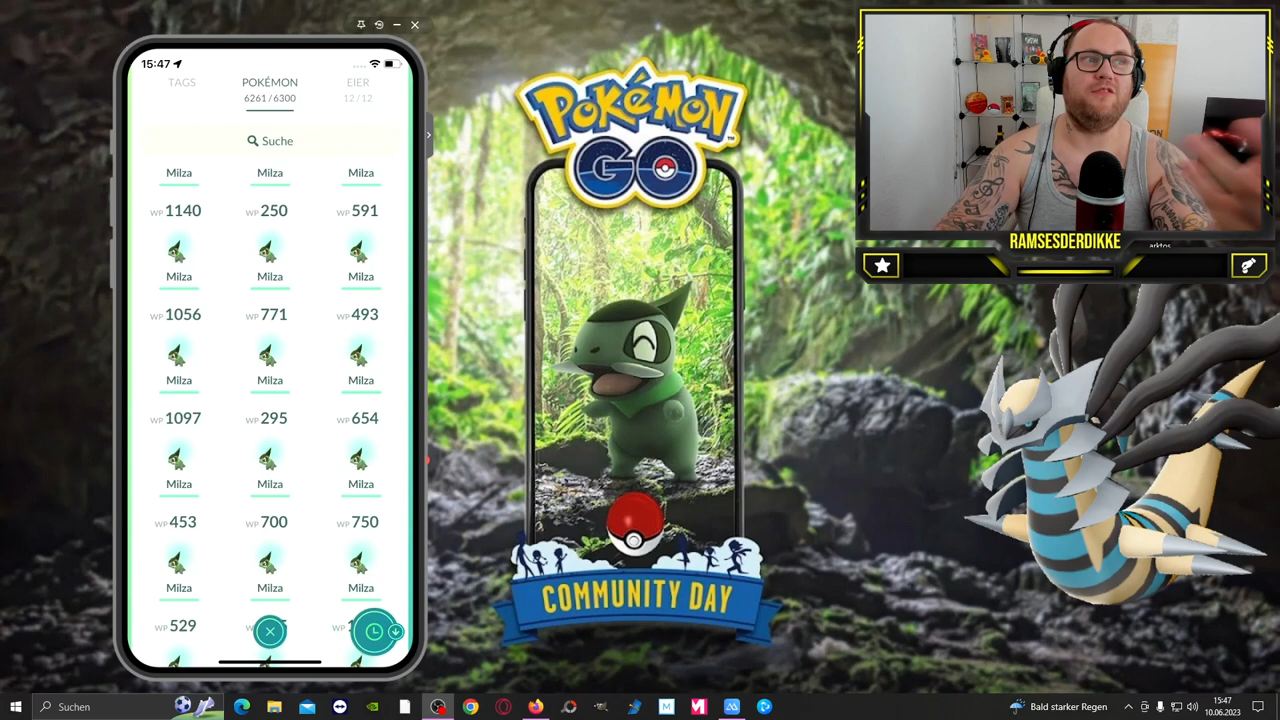 15:47
TAGS POKÉMON EIER
6261 / 6300 12 / 12
Suche
Milza Milza Milza
WP 1140 WP 250 WP 591
Milza Milza Milza
WP 1056 WP 771 WP 493
Milza Milza Milza
WP 1097 WP 295 WP 654
Milza Milza Milza
WP 453 WP 700 WP 750
Milza Milza Milza
WP 529 WP
Pokémon
GO
TM
COMMUNITY DAY
RAMSESDERDIKKE
arktos
Suchen
Bald starker Regen
15:47
10.06.2023